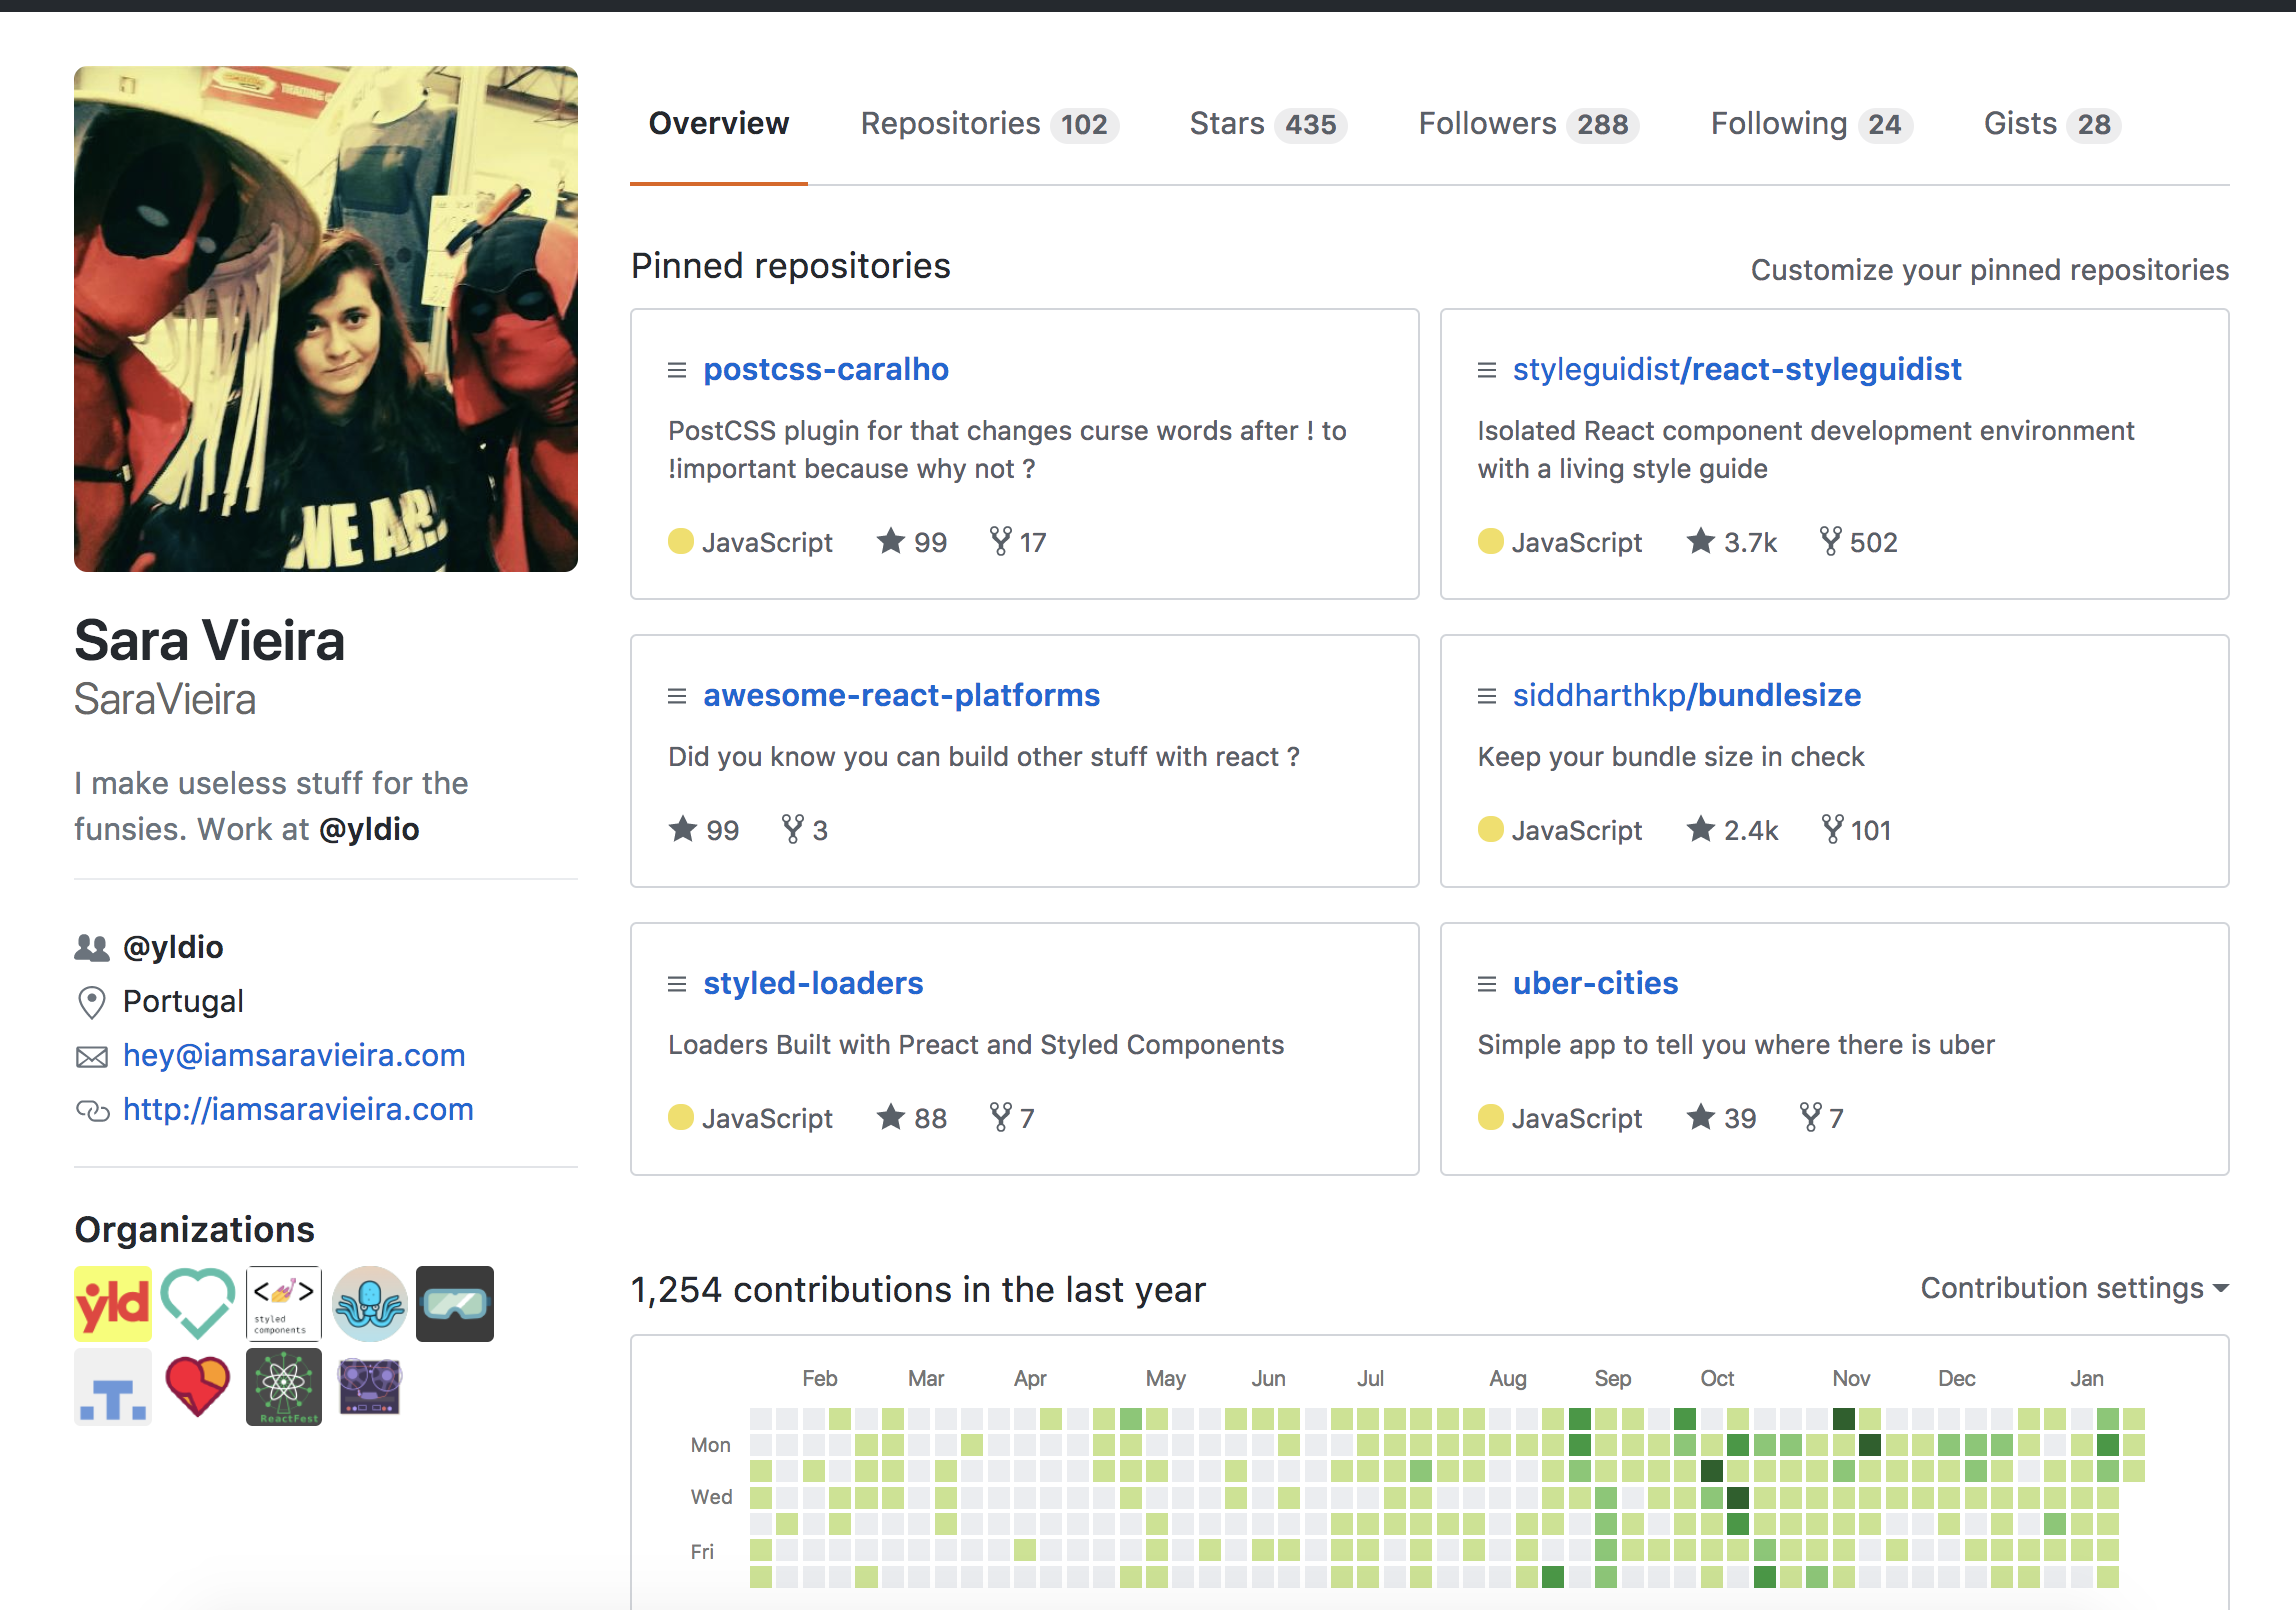 TRADING
WE ARE
Sara Vieira
SaraVieira
I make useless stuff for the
funsies. Work at @yldio
@yldio
Portugal
hey@iamsaravieira.com
http://iamsaravieira.com
Organizations
yld
< >
styled
components
.T.
ReactFest
Overview
Repositories 102
Stars 435
Followers 288
Following 24
Gists 28
Pinned repositories
Customize your pinned repositories
postcss-caralho
PostCSS plugin for that changes curse words after ! to
!important because why not ?
JavaScript 99 17
styleguidist/react-styleguidist
Isolated React component development environment
with a living style guide
JavaScript 3.7k 502
awesome-react-platforms
Did you know you can build other stuff with react ?
99 3
siddharthkp/bundlesize
Keep your bundle size in check
JavaScript 2.4k 101
styled-loaders
Loaders Built with Preact and Styled Components
JavaScript 88 7
uber-cities
Simple app to tell you where there is uber
JavaScript 39 7
1,254 contributions in the last year
Contribution settings
Feb Mar Apr May Jun Jul Aug Sep Oct Nov Dec Jan
Mon
Wed
Fri